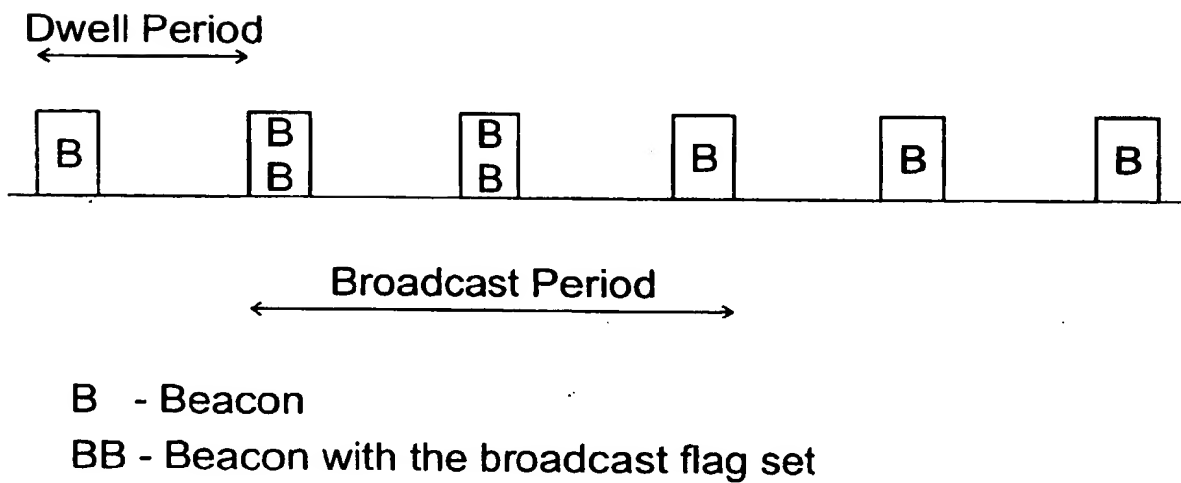 Dwell Period
B B B B B B
B B
Broadcast Period
B - Beacon
BB - Beacon with the broadcast flag set